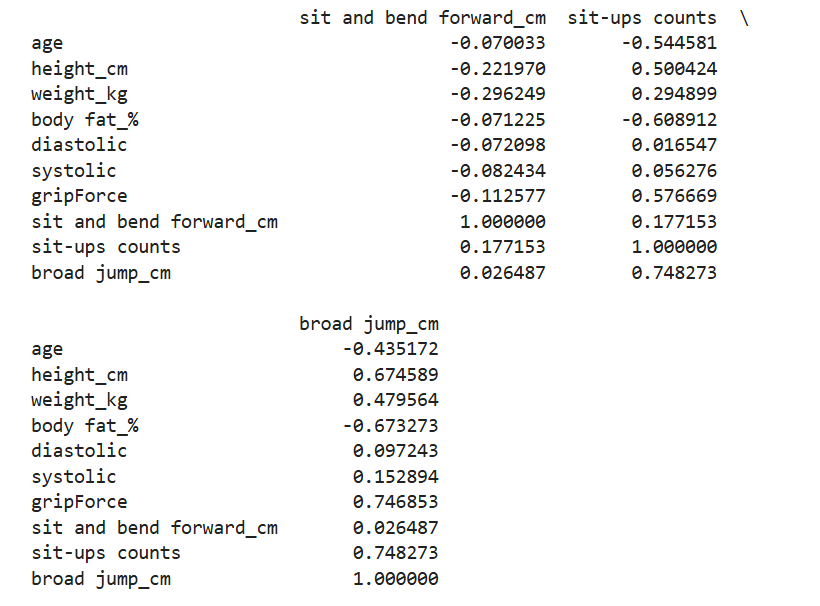 sit and bend forward_cm sit-ups counts \
age -0.070033 -0.544581
height_cm -0.221970 0.500424
weight_kg -0.296249 0.294899
body fat_% -0.071225 -0.608912
diastolic -0.072098 0.016547
systolic -0.082434 0.056276
gripForce -0.112577 0.576669
sit and bend forward_cm 1.000000 0.177153
sit-ups counts 0.177153 1.000000
broad jump_cm 0.026487 0.748273
broad jump_cm
age -0.435172
height_cm 0.674589
weight_kg 0.479564
body fat_% -0.673273
diastolic 0.097243
systolic 0.152894
gripForce 0.746853
sit and bend forward_cm 0.026487
sit-ups counts 0.748273
broad jump_cm 1.000000